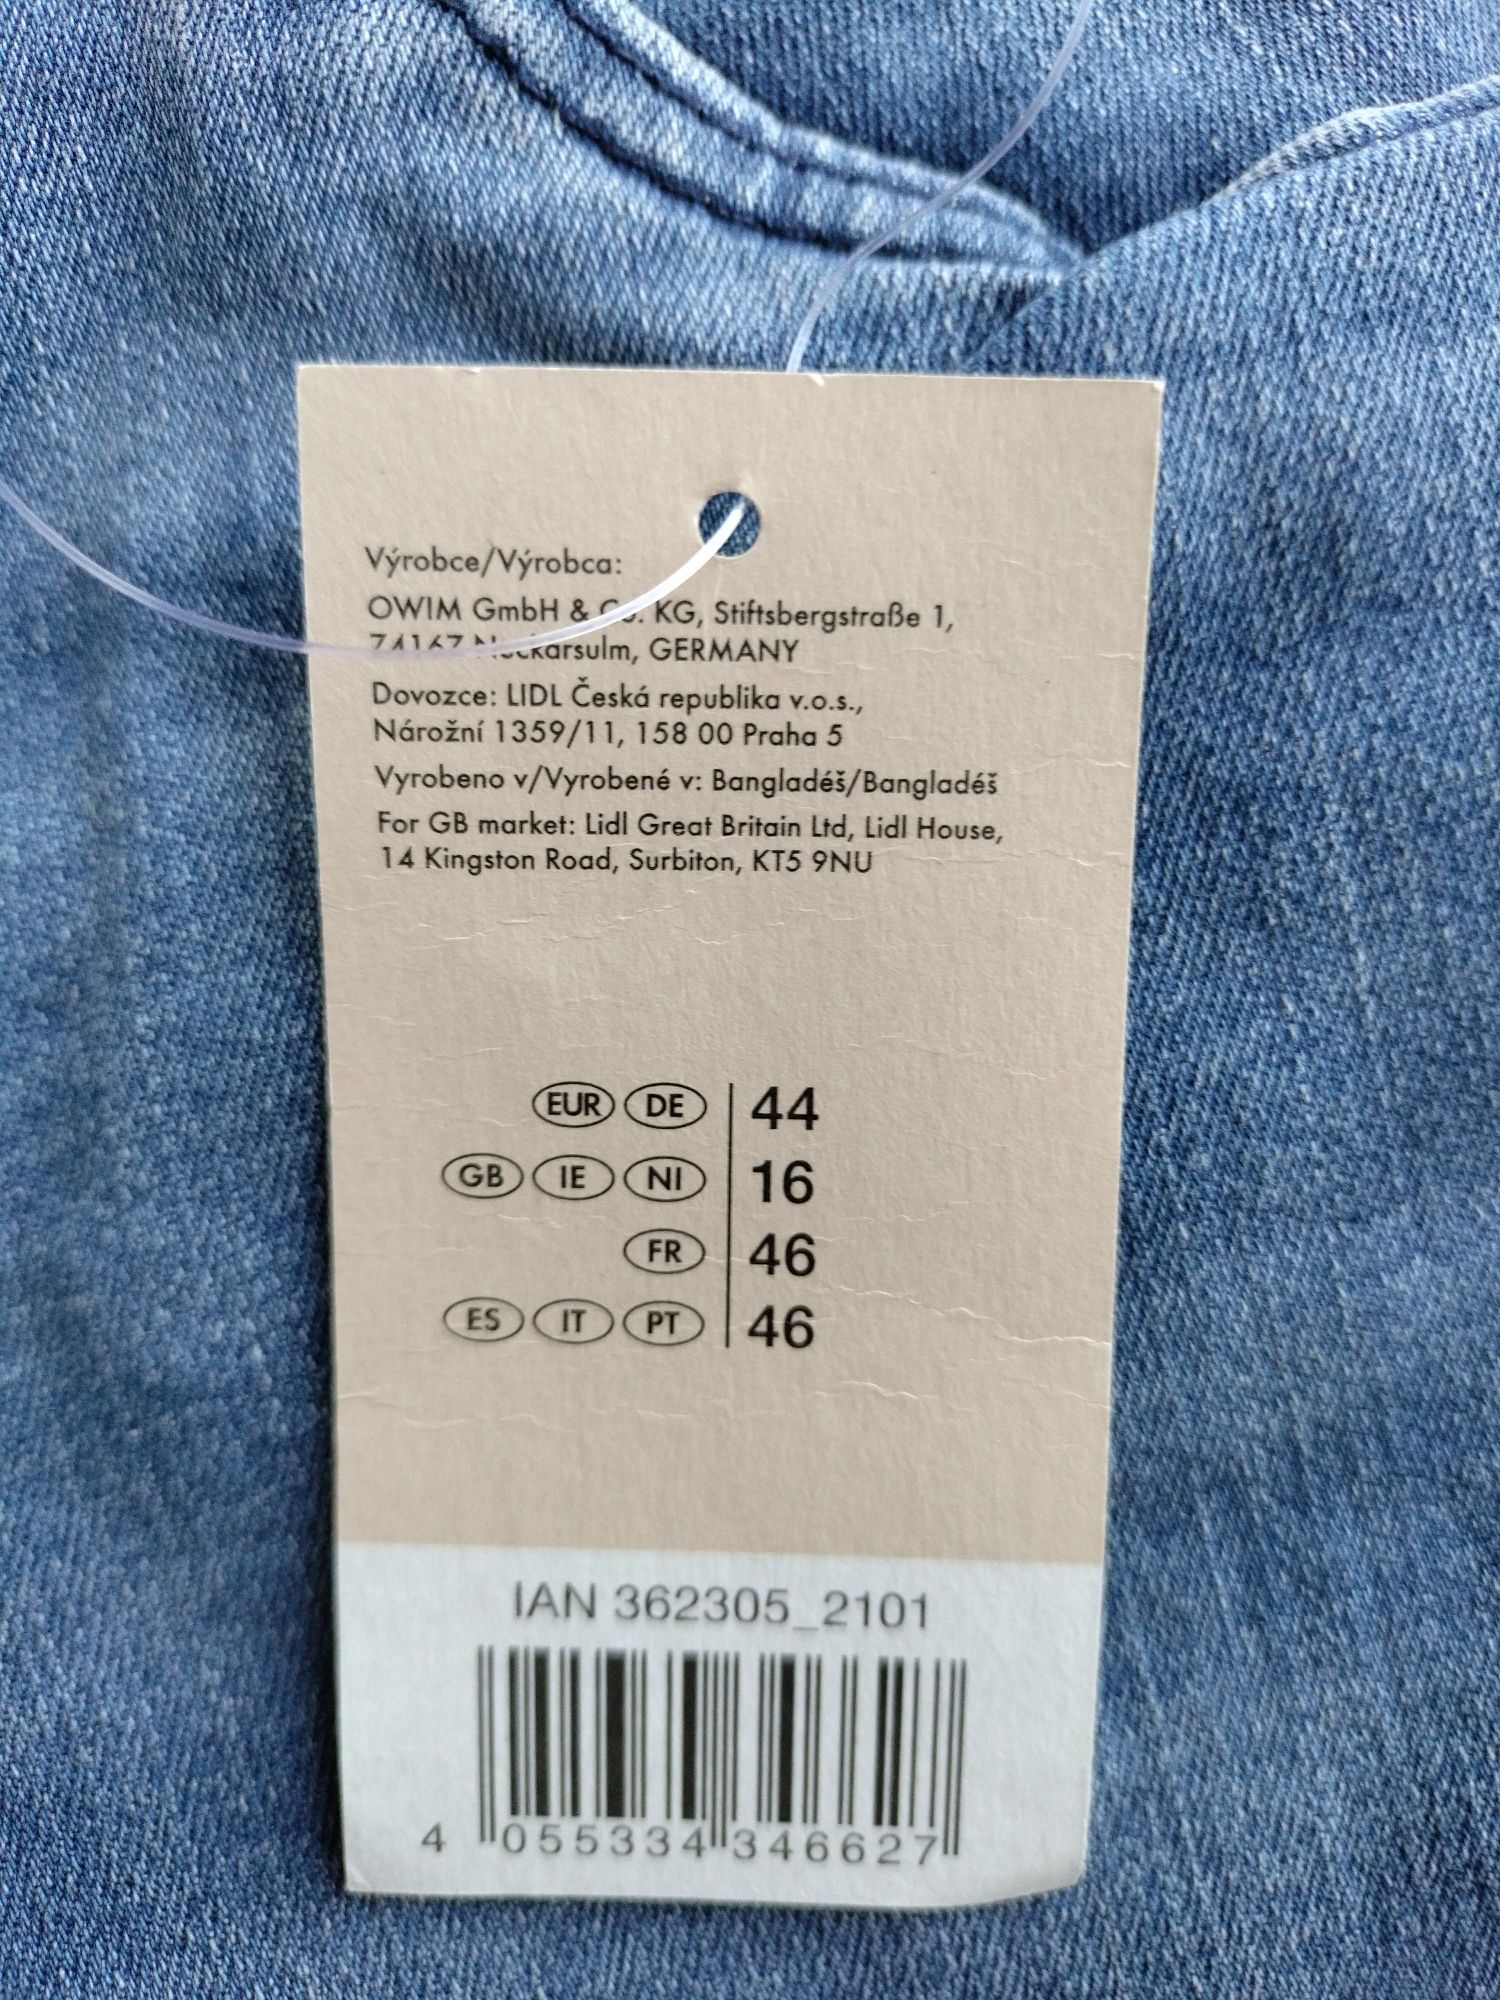 Výrobce/Výrobca:
OWIM GmbH & Co. KG, Stiftsbergstraße 1,
74167 Neckarsulm, GERMANY
Dovozce: LIDL Česká republika v.o.s.,
Nárožní 1359/11, 158 00 Praha 5
Vyrobeno v/Vyrobené v: Bangladéš/Bangladéš
For GB market: Lidl Great Britain Ltd, Lidl House,
14 Kingston Road, Surbiton, KT5 9NU
EUR DE 44
GB IE NI 16
FR 46
ES IT PT 46
IAN 362305_2101
4 055334 346627